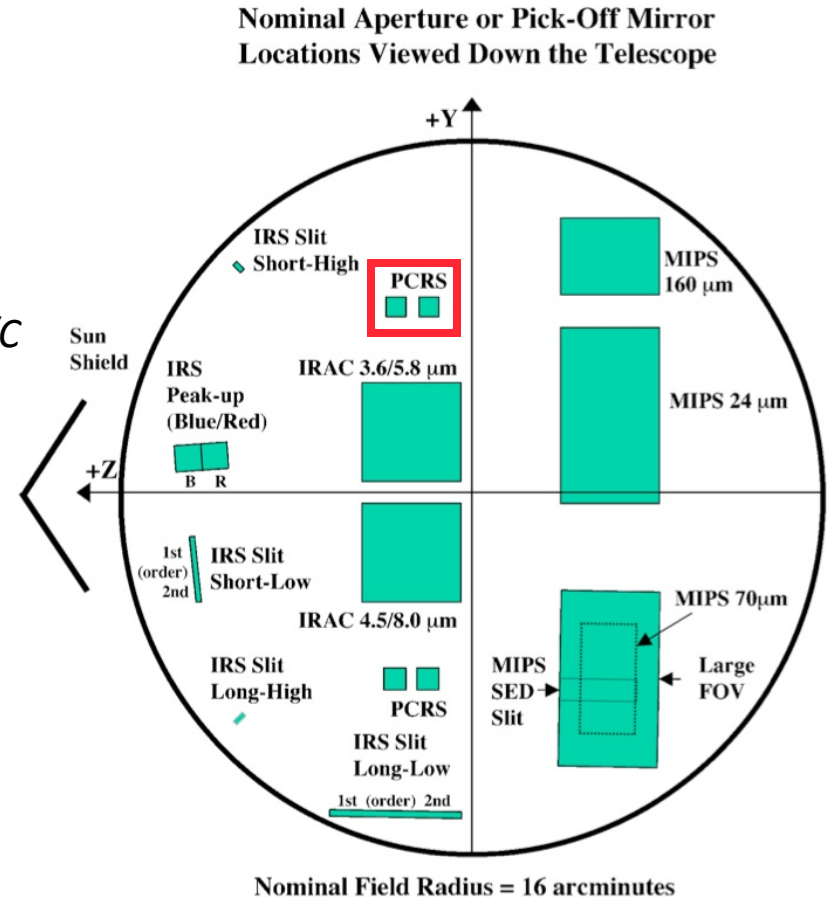 Nominal Aperture or Pick-Off Mirror
Locations Viewed Down the Telescope
+Y
IRS Slit
Short-High
PCRS
MIPS
160 μm
Sun
Shield
IRS
Peak-up
(Blue/Red)
IRAC 3.6/5.8 μm
MIPS 24 μm
+Z
B R
1st
(order)
2nd
IRS Slit
Short-Low
IRAC 4.5/8.0 μm
MIPS 70μm
IRS Slit
Long-High
PCRS
MIPS
SED
Slit
Large
FOV
IRS Slit
Long-Low
1st (order) 2nd
Nominal Field Radius = 16 arcminutes